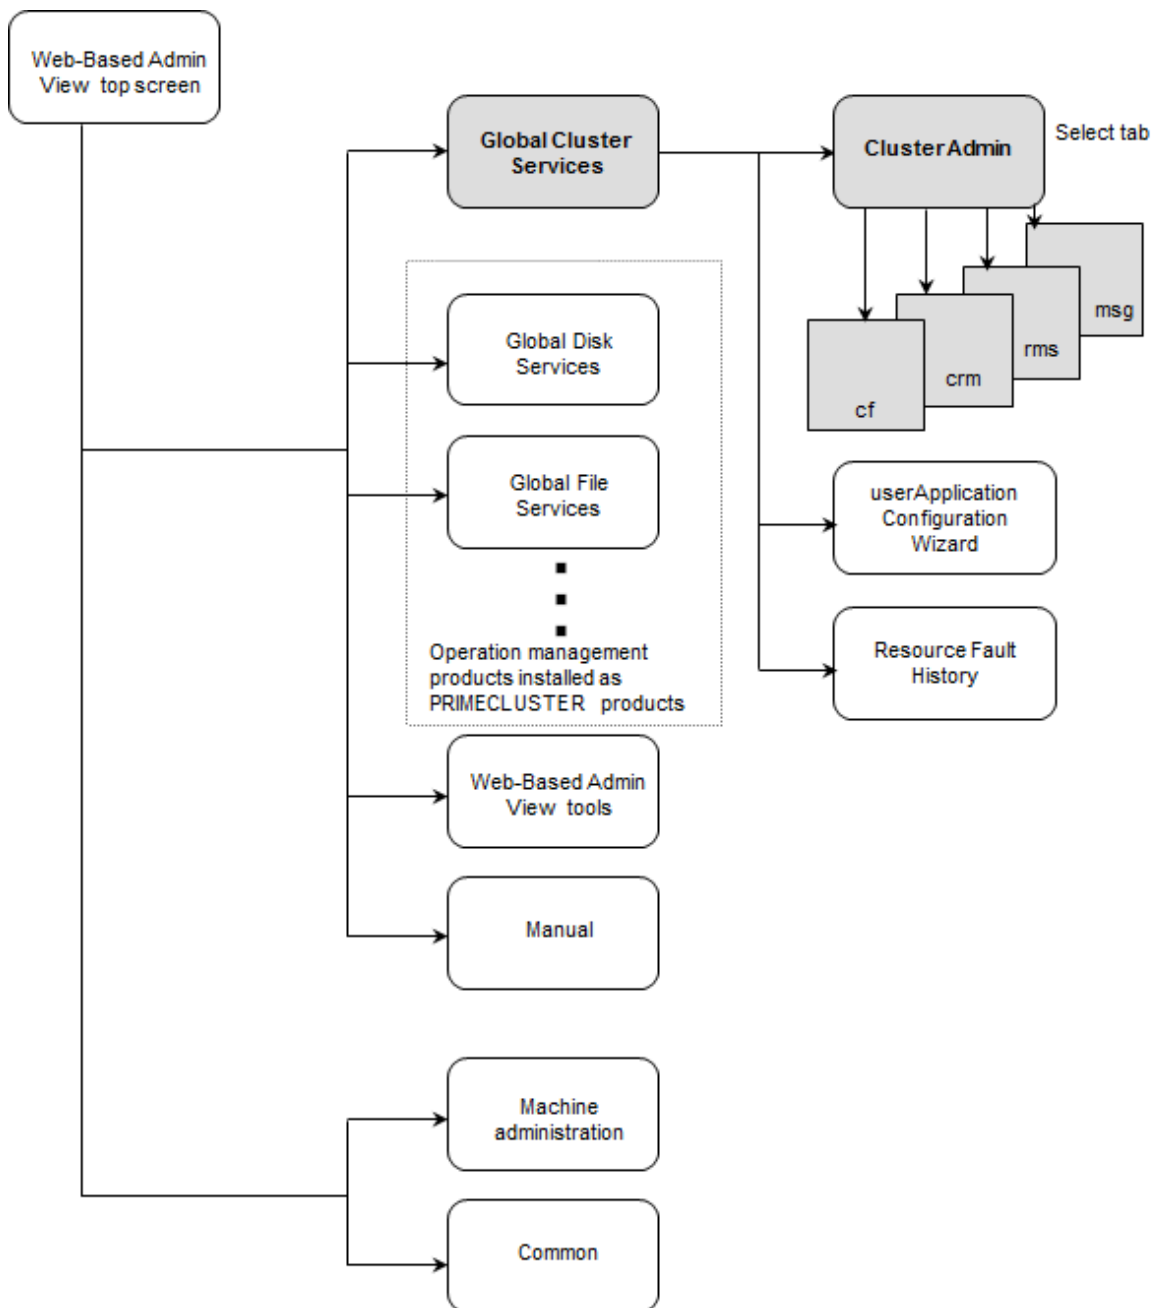 Web-Based Admin
View top screen
Global Cluster
Services
Cluster Admin
Select tab
msg
rms
crm
cf
Global Disk
Services
Global File
Services
Operation management
products installed as
PRIMECLUSTER products
userApplication
Configuration
Wizard
Resource Fault
History
Web-Based Admin
View tools
Manual
Machine
administration
Common